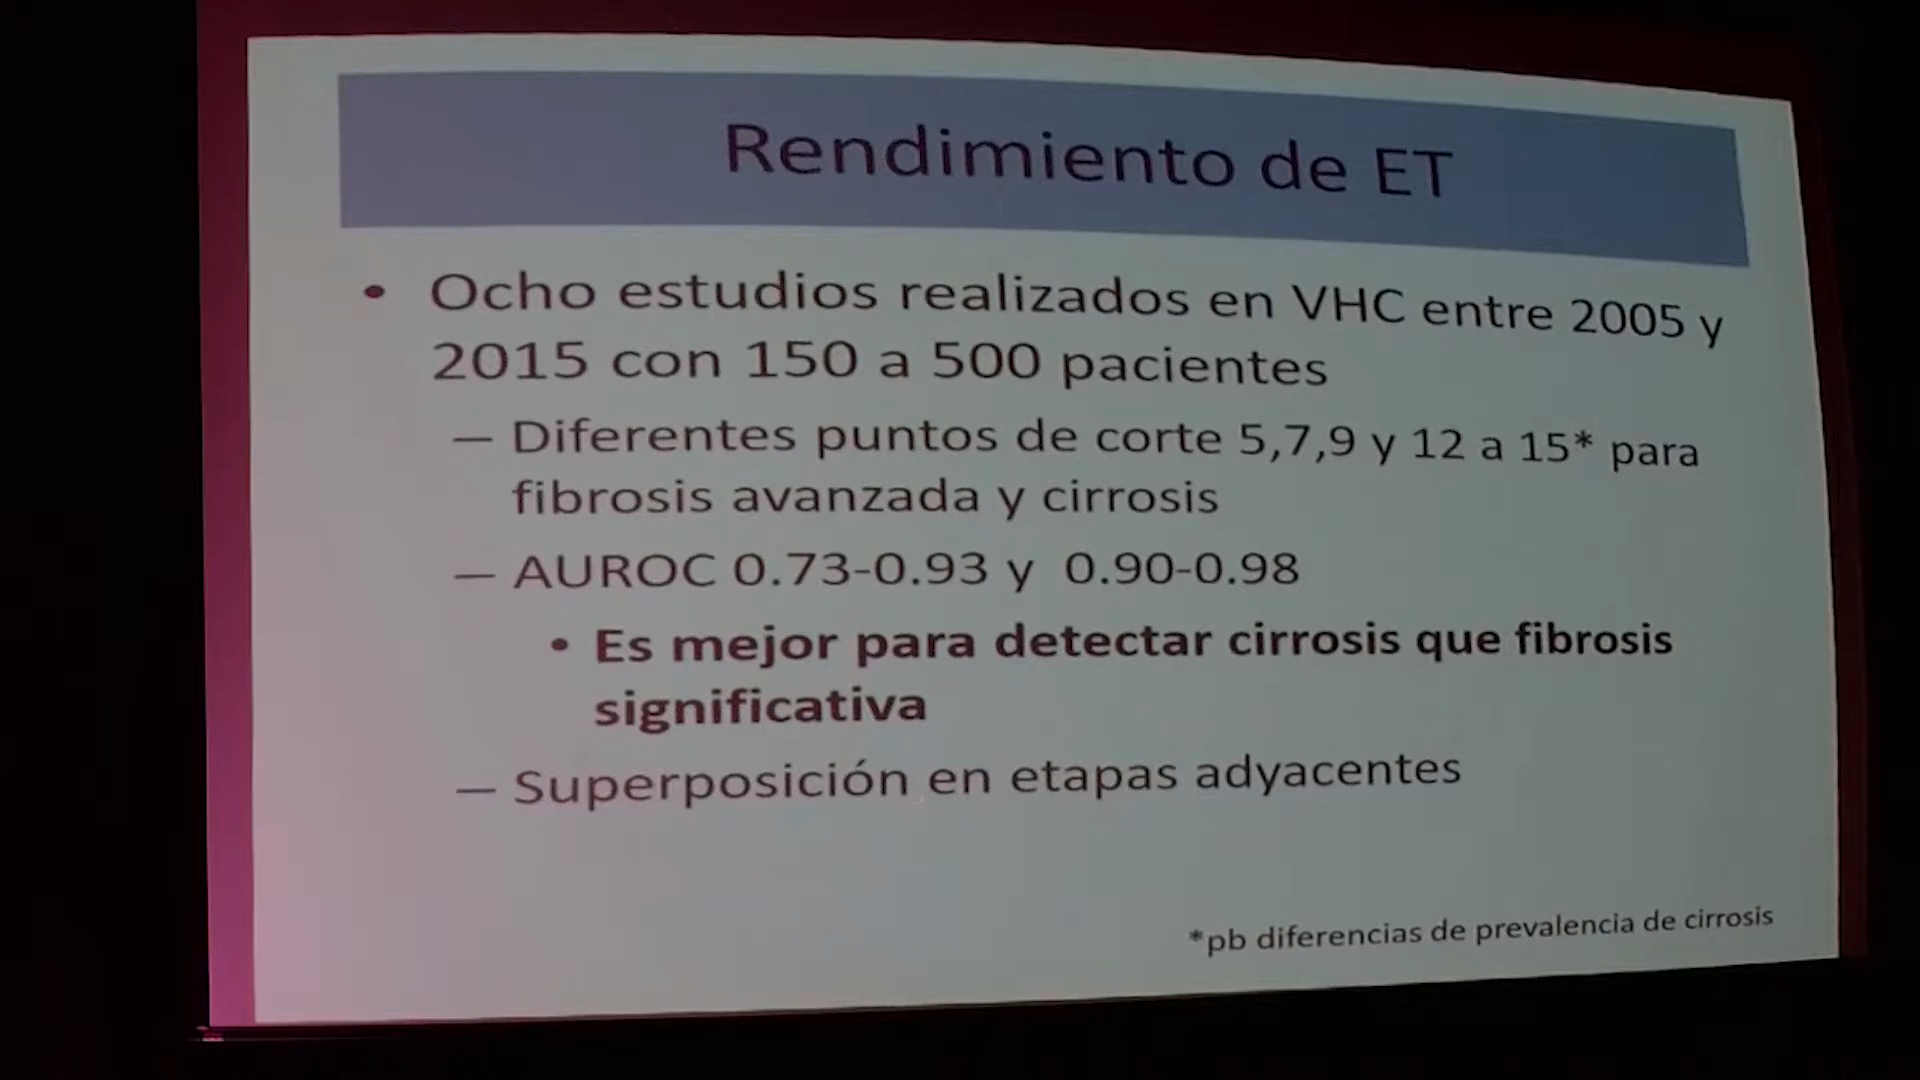 Rendimiento de ET
• Ocho estudios realizados en VHC entre 2005 y
2015 con 150 a 500 pacientes
— Diferentes puntos de corte 5,7,9 y 12 a 15* para
fibrosis avanzada y cirrosis
— AUROC 0.73-0.93 y 0.90-0.98
• Es mejor para detectar cirrosis que fibrosis
significativa
— Superposición en etapas adyacentes
*pb diferencias de prevalencia de cirrosis